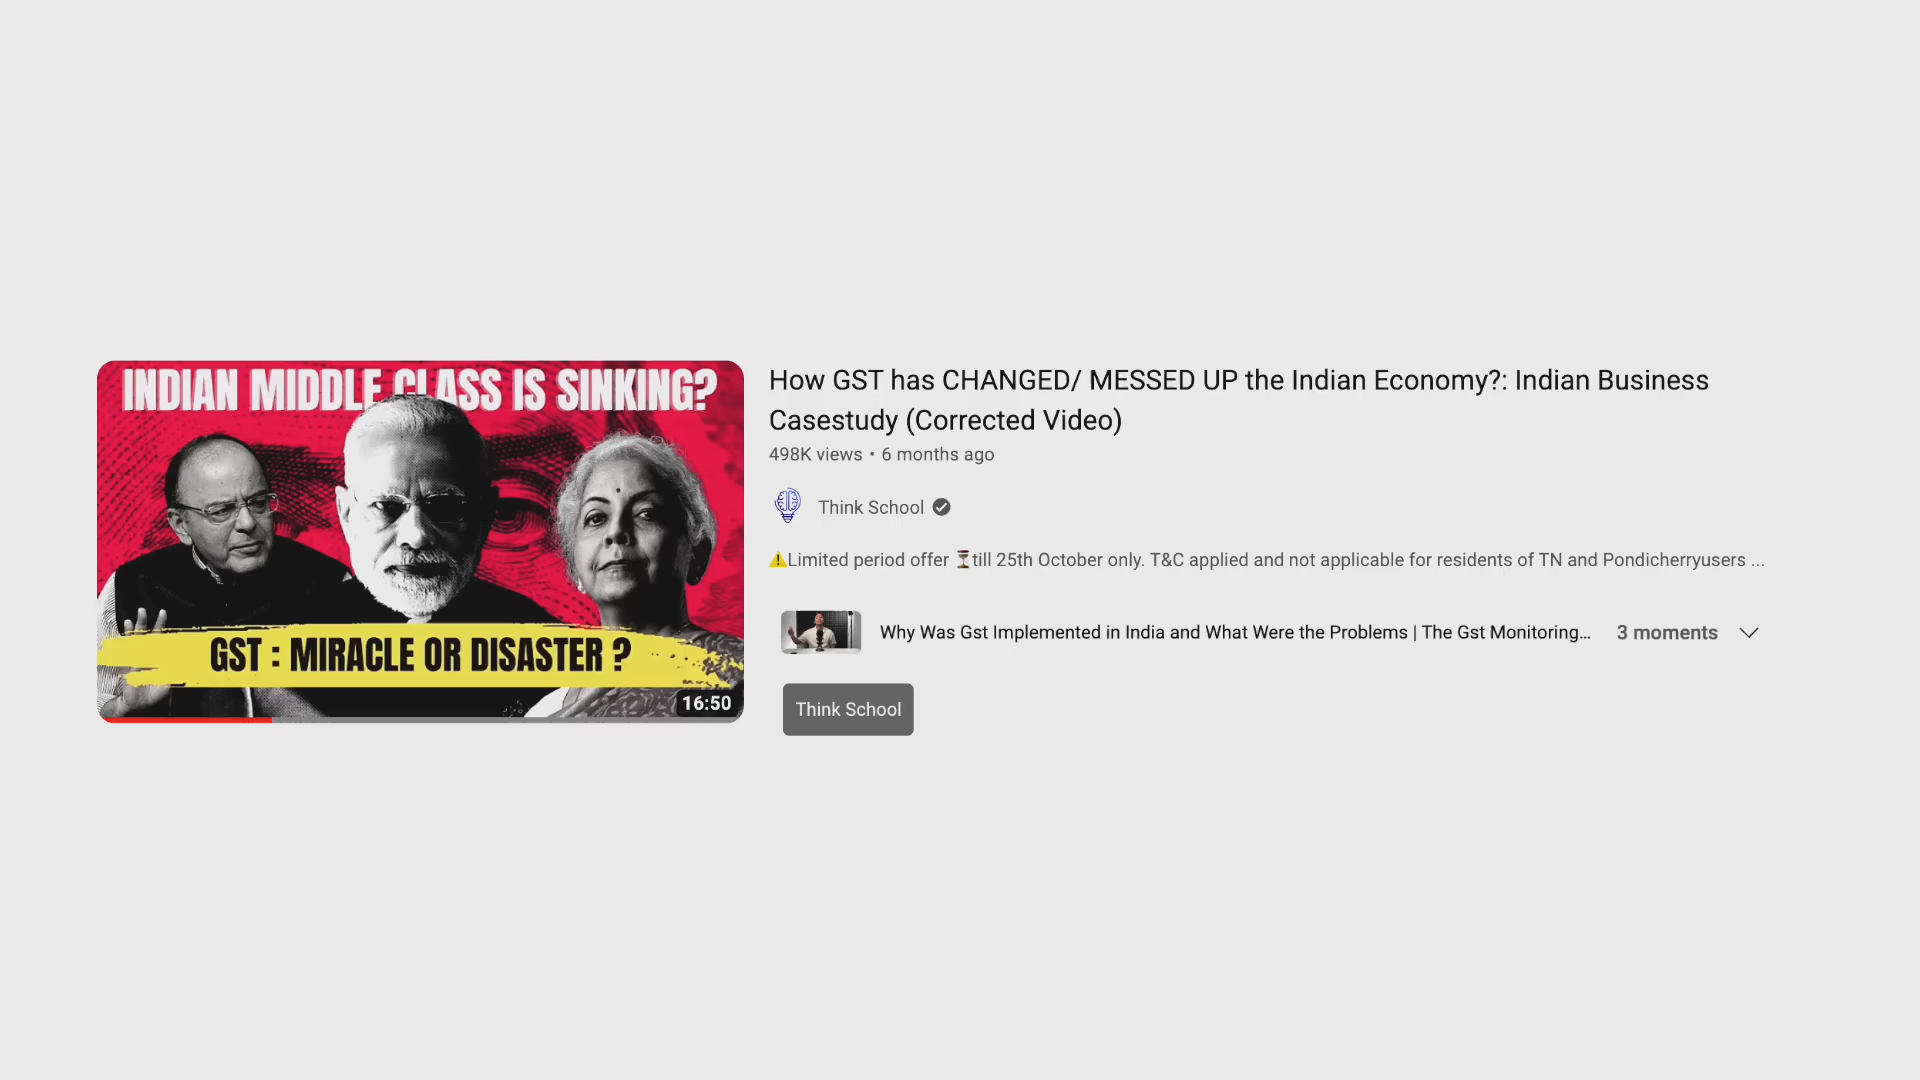 INDIAN MIDDLE CLASS IS SINKING?
GST : MIRACLE OR DISASTER ?
16:50
How GST has CHANGED/ MESSED UP the Indian Economy?: Indian Business
Casestudy (Corrected Video)
498K views • 6 months ago
Think School
⚠Limited period offer ⏳till 25th October only. T&C applied and not applicable for residents of TN and Pondicherryusers ...
Why Was Gst Implemented in India and What Were the Problems | The Gst Monitoring...
3 moments
Think School